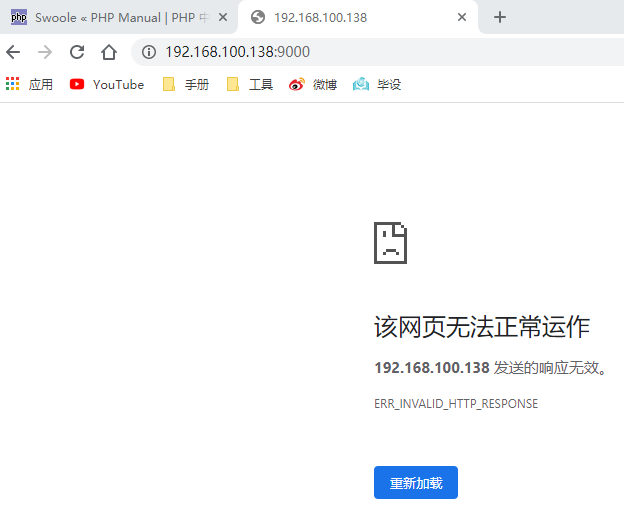 php Swoole « PHP Manual | PHP 中 192.168.100.138
192.168.100.138:9000
应用 YouTube 手册 工具 微博 毕设
该网页无法正常运作
192.168.100.138 发送的响应无效。
ERR_INVALID_HTTP_RESPONSE
重新加载